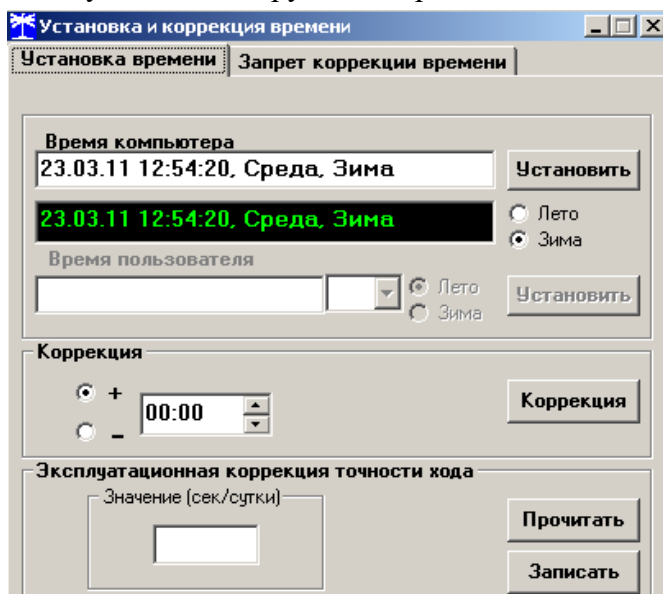 Установка и коррекция времени
Установка времени Запрет коррекции времени
Время компьютера
23.03.11 12:54:20, Среда, Зима Установить
23.03.11 12:54:20, Среда, Зима
Лето
Зима
Время пользователя
Лето
Зима
Установить
Коррекция
+
00:00
–
Коррекция
Эксплуатационная коррекция точности хода
Значение (сек/сутки)
Прочитать
Записать